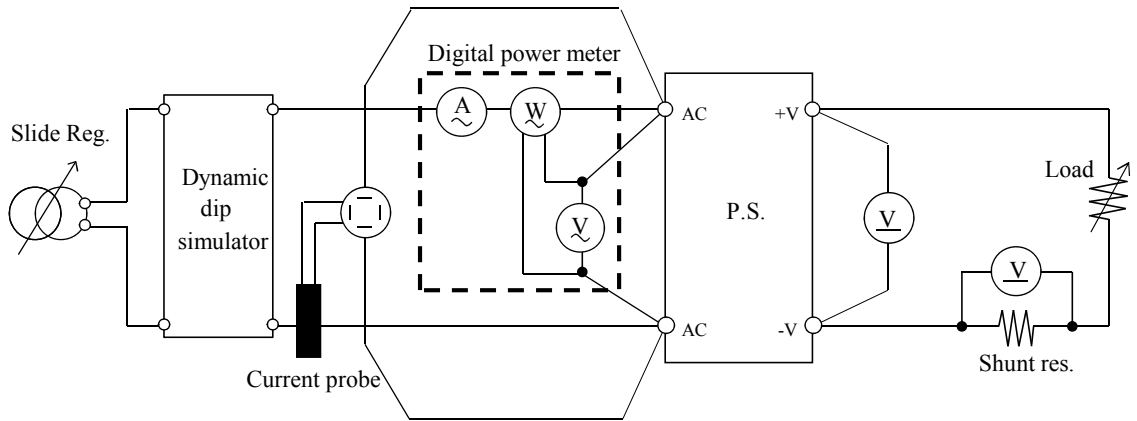 Digital power meter
Slide Reg.
Dynamic
dip
simulator
A
W
V
AC
AC
P.S.
+V
-V
V
Load
V
Shunt res.
Current probe